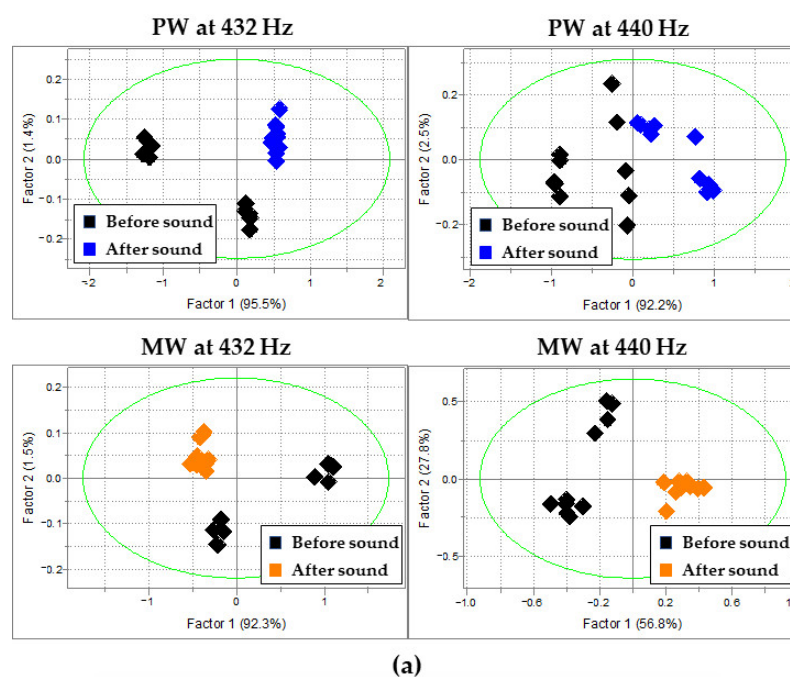 PW at 432 Hz
PW at 440 Hz
0.2
0.1
0.0
−0.1
−0.2
Factor 2 (1.4%)
Before sound
After sound
−2
−1
0
1
2
Factor 1 (95.5%)
0.2
0.0
−0.2
Factor 2 (2.5%)
Before sound
After sound
−1
0
1
2
Factor 1 (92.2%)
MW at 432 Hz
MW at 440 Hz
0.2
0.1
0.0
−0.1
−0.2
Factor 2 (1.5%)
Before sound
After sound
−1
0
1
Factor 1 (92.3%)
0.5
0.0
−0.5
Factor 2 (27.8%)
Before sound
After sound
−1.0
−0.6
−0.2
0.2
0.6
Factor 1 (56.8%)
(a)